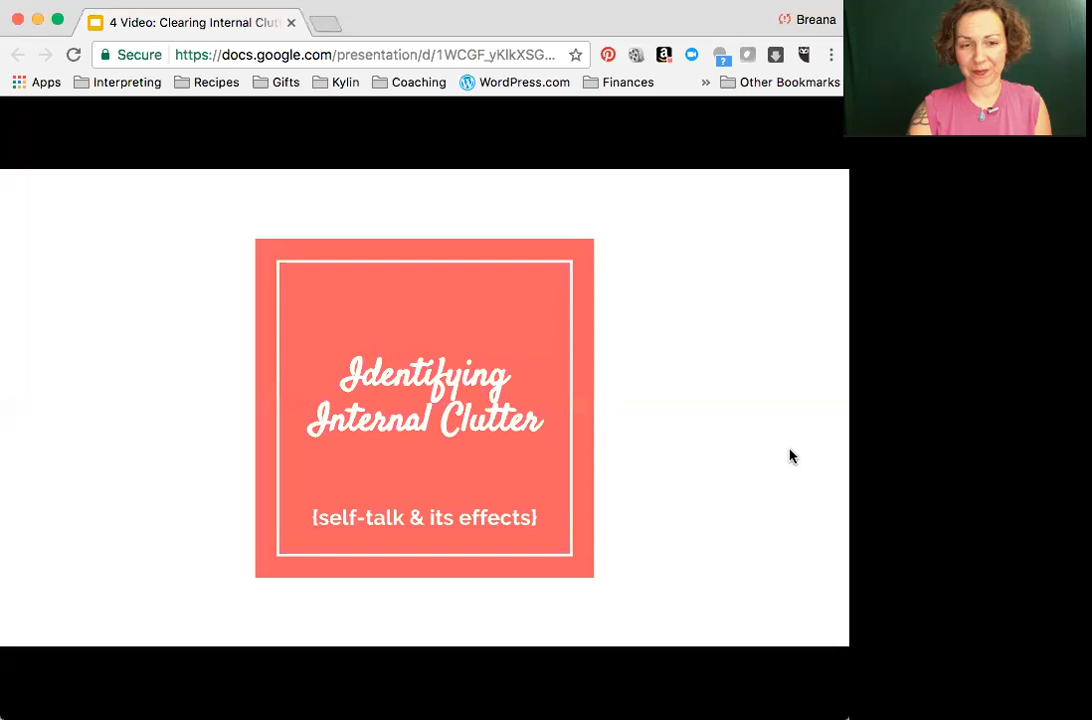 4 Video: Clearing Internal Clut
Breana
Secure
https://docs.google.com/presentation/d/1WCGF_yKlkXSG...
Apps
Interpreting
Recipes
Gifts
Kylin
Coaching
WordPress.com
Finances
»
Other Bookmarks
Identifying
Internal Clutter
{self-talk & its effects}